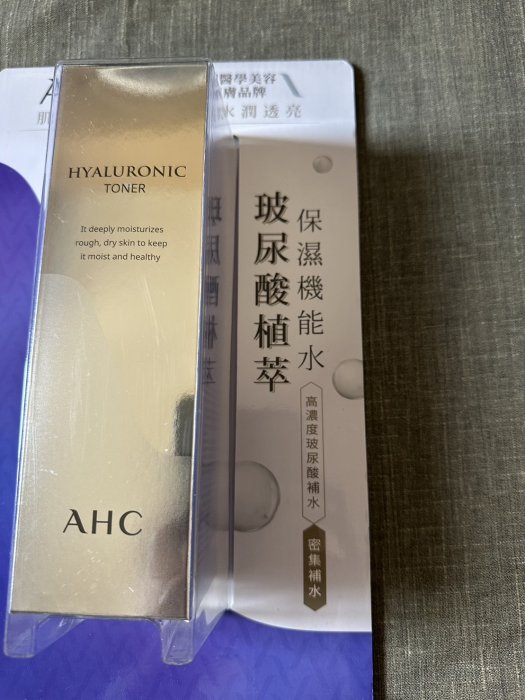 醫學美容
膚品牌
水潤透亮
肌
HYALURONIC
TONER
It deeply moisturizes
rough, dry skin to keep
it moist and healthy
AHC
保濕機能水
玻尿酸植萃
高濃度玻尿酸補水
密集補水